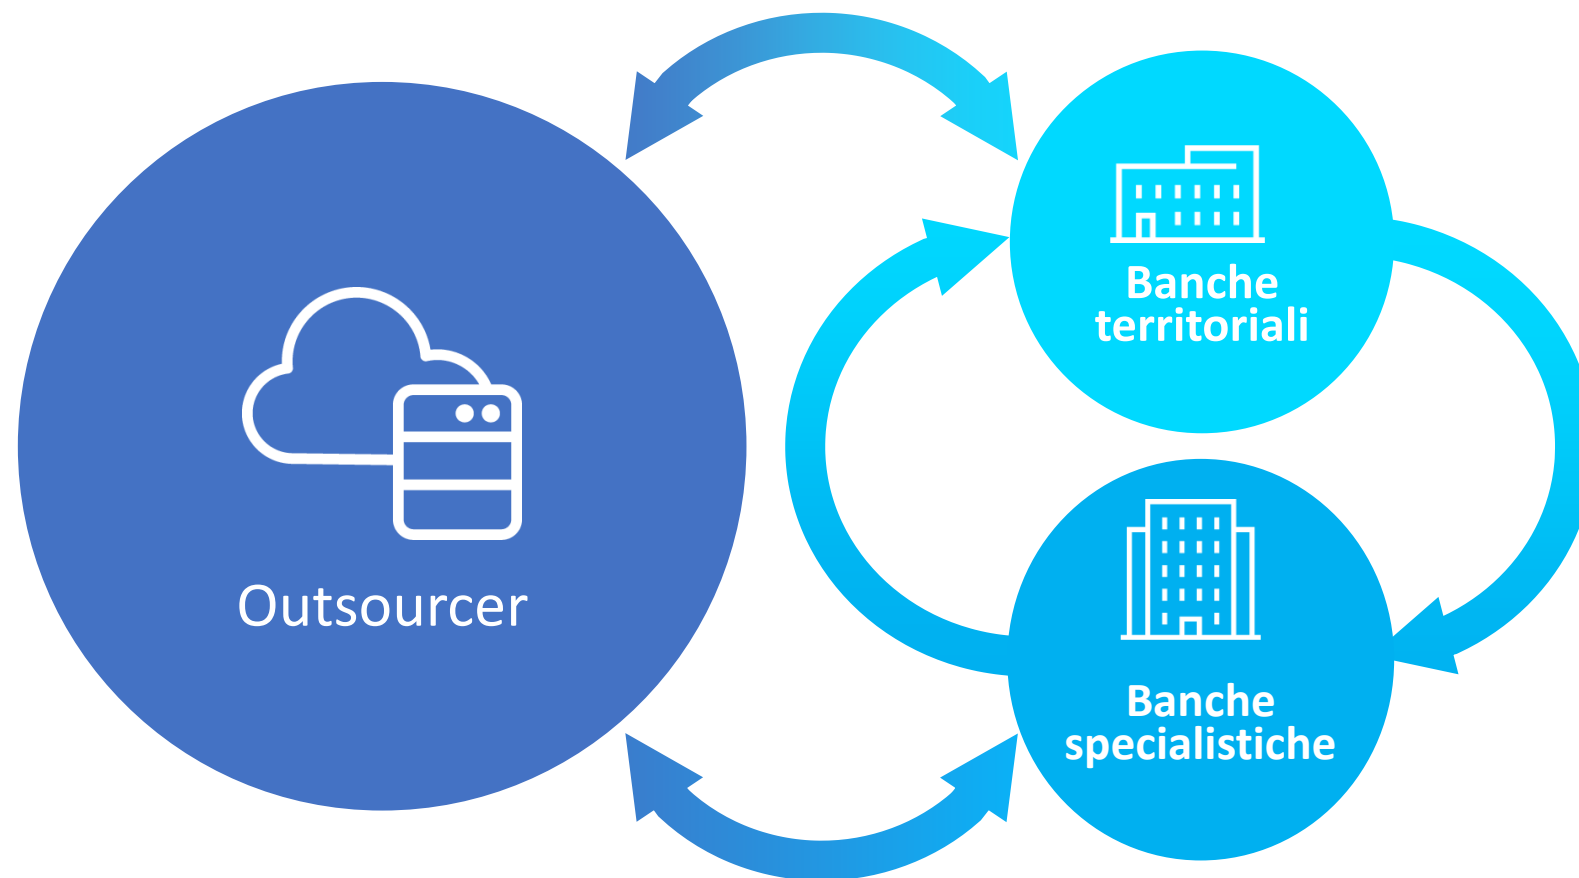 Outsourcer
Banche
territoriali
Banche
specialistiche